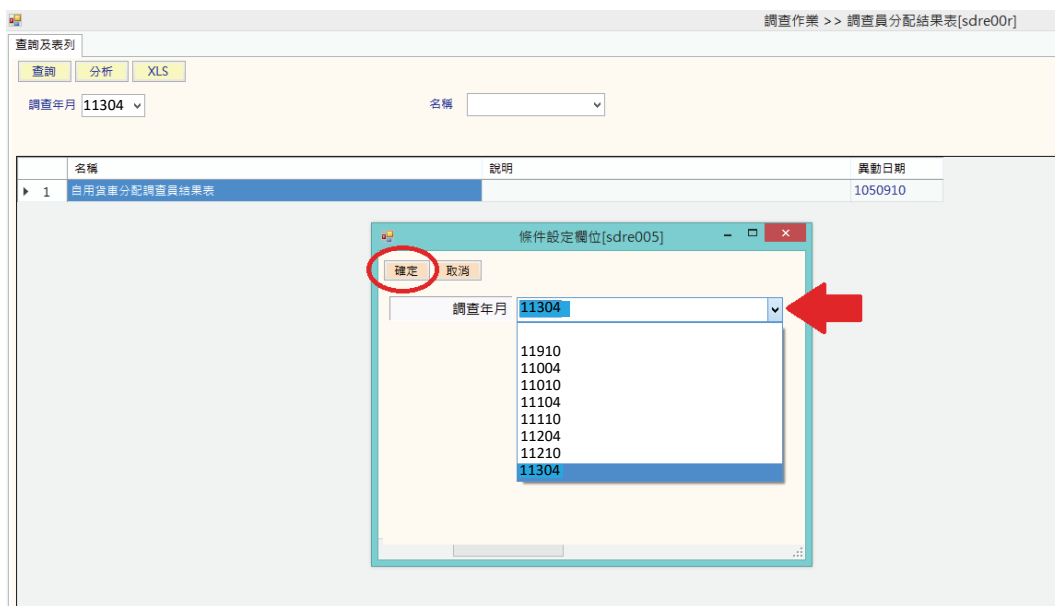 調查作業 >> 調查員分配結果表[sdre00r]
查詢及表列
查詢 分析 XLS
調查年月 11304 名稱
名稱 說明 異動日期
1 自用貨車分配調查員結果表 1050910
條件設定欄位[sdre005]
確定 取消
調查年月 11304
11910
11004
11010
11104
11110
11204
11210
11304